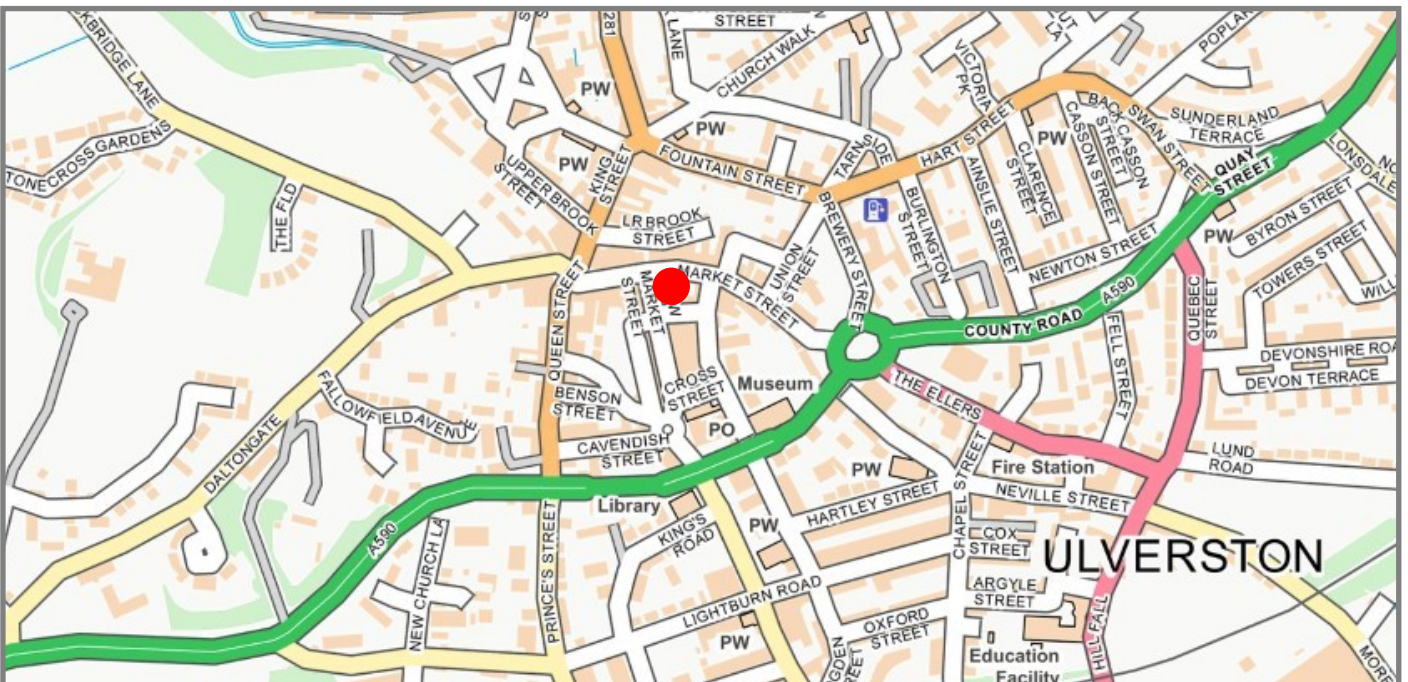 STREET
LANE
281
CHURCH WALK
POPLAR
VICTORIA
PK
KBRIDGE LANE
PW
PW
PW
PW
TARNSIDE
HART STREET
BACK
SWAN STREET
CASSON STREET
CASSON
STREET
SUNDERLAND
TERRACE
TONECROSS GARDENS
THE FLD
UPPER BROOK
STREET
KING
STREET
FOUNTAIN STREET
LR BROOK
STREET
BREWERY STREET
BURLINGTON
STREET
AINSLIE STREET
CLARENCE
STREET
QUAY
STREET
LONSDALE
BYRON STREET
TOWERS STREET
PW
NEWTON STREET
MARKET STREET
MARKET
STREET
UNION
STREET
QUEEN STREET
A590
COUNTY ROAD
QUEBEC
STREET
FELL STREET
DEVONSHIRE ROA
DEVON TERRACE
THE ELLERS
Museum
CROSS
STREET
BENSON
STREET
FALLOWFIELD AVENUE
PO
CAVENDISH
STREET
DALTONGATE
LUND
ROAD
PW
Fire Station
NEVILLE STREET
CHAPEL STREET
HARTLEY STREET
Library
KING'S
ROAD
PW
COX
STREET
ULVERSTON
A590
NEW CHURCH LA
PRINCE'S STREET
LIGHTBURN ROAD
ARGYLE
STREET
OXFORD
STREET
PW
HILL FALL
Education
Facility